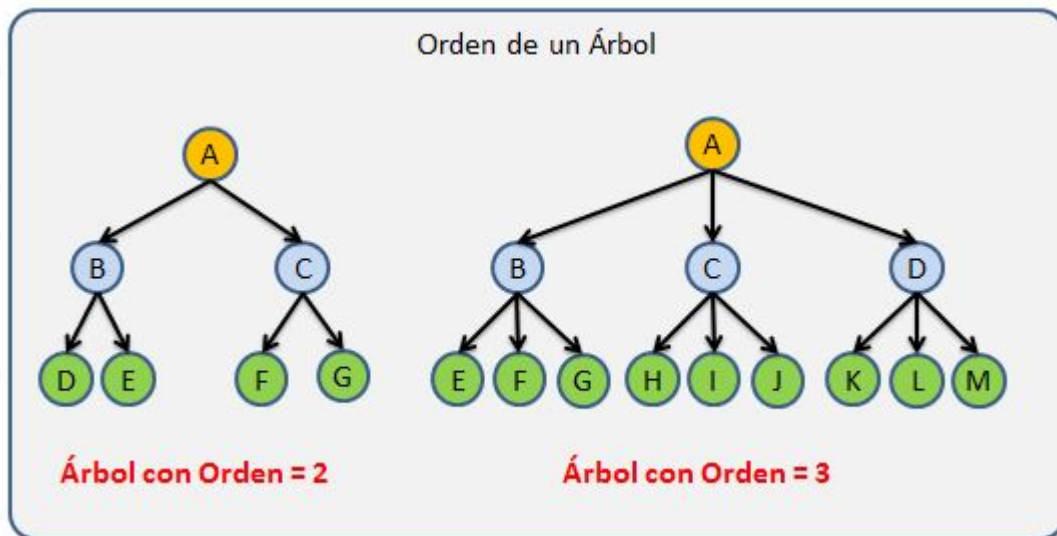 Orden de un Árbol
A
A
B
C
B
C
D
D
E
F
G
E
F
G
H
I
J
K
L
M
Árbol con Orden = 2
Árbol con Orden = 3